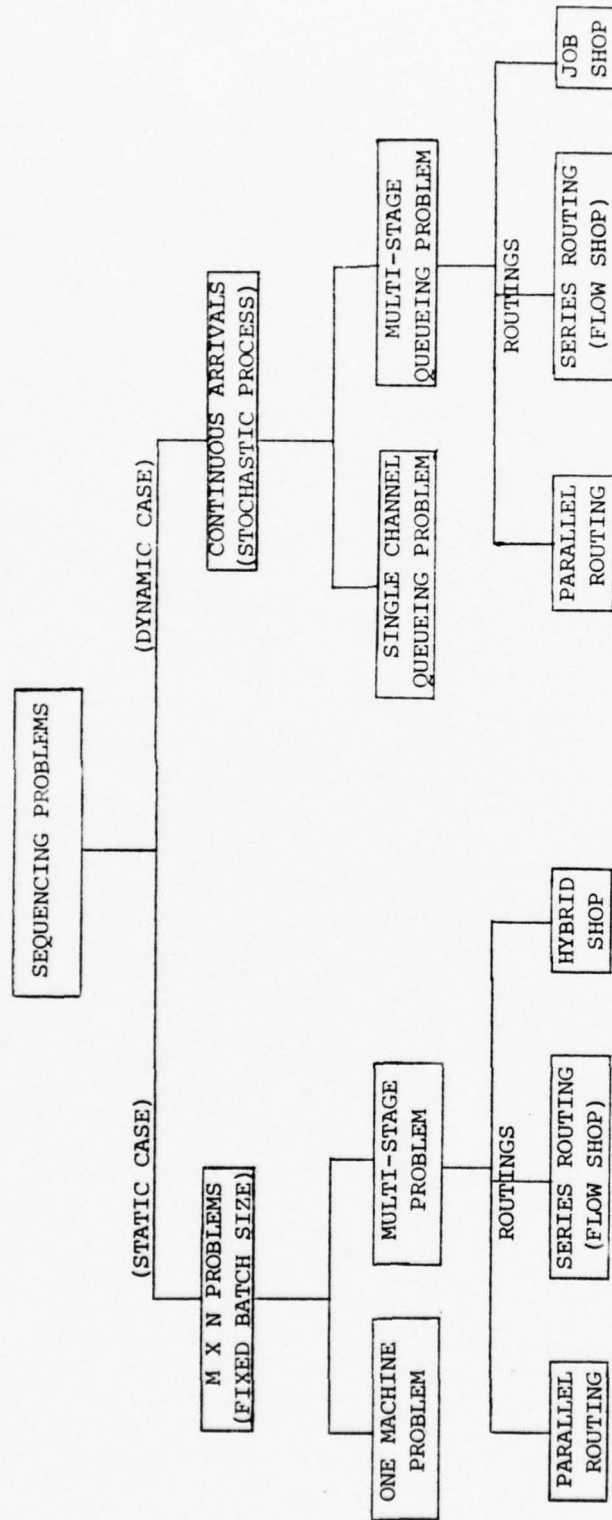 SEQUENCING PROBLEMS
(STATIC CASE)
(DYNAMIC CASE)
M X N PROBLEMS
(FIXED BATCH SIZE)
CONTINUOUS ARRIVALS
(STOCHASTIC PROCESS)
ONE MACHINE
PROBLEM
MULTI-STAGE
PROBLEM
SINGLE CHANNEL
QUEUEING PROBLEM
MULTI-STAGE
QUEUEING PROBLEM
ROUTINGS
ROUTINGS
PARALLEL
ROUTING
SERIES ROUTING
(FLOW SHOP)
HYBRID
SHOP
PARALLEL
ROUTING
SERIES ROUTING
(FLOW SHOP)
JOB
SHOP